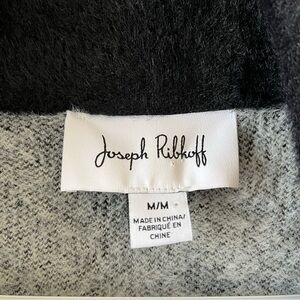 Joseph Ribkoff
M/M
MADE IN CHINA/
FABRIQUÉ EN
CHINE